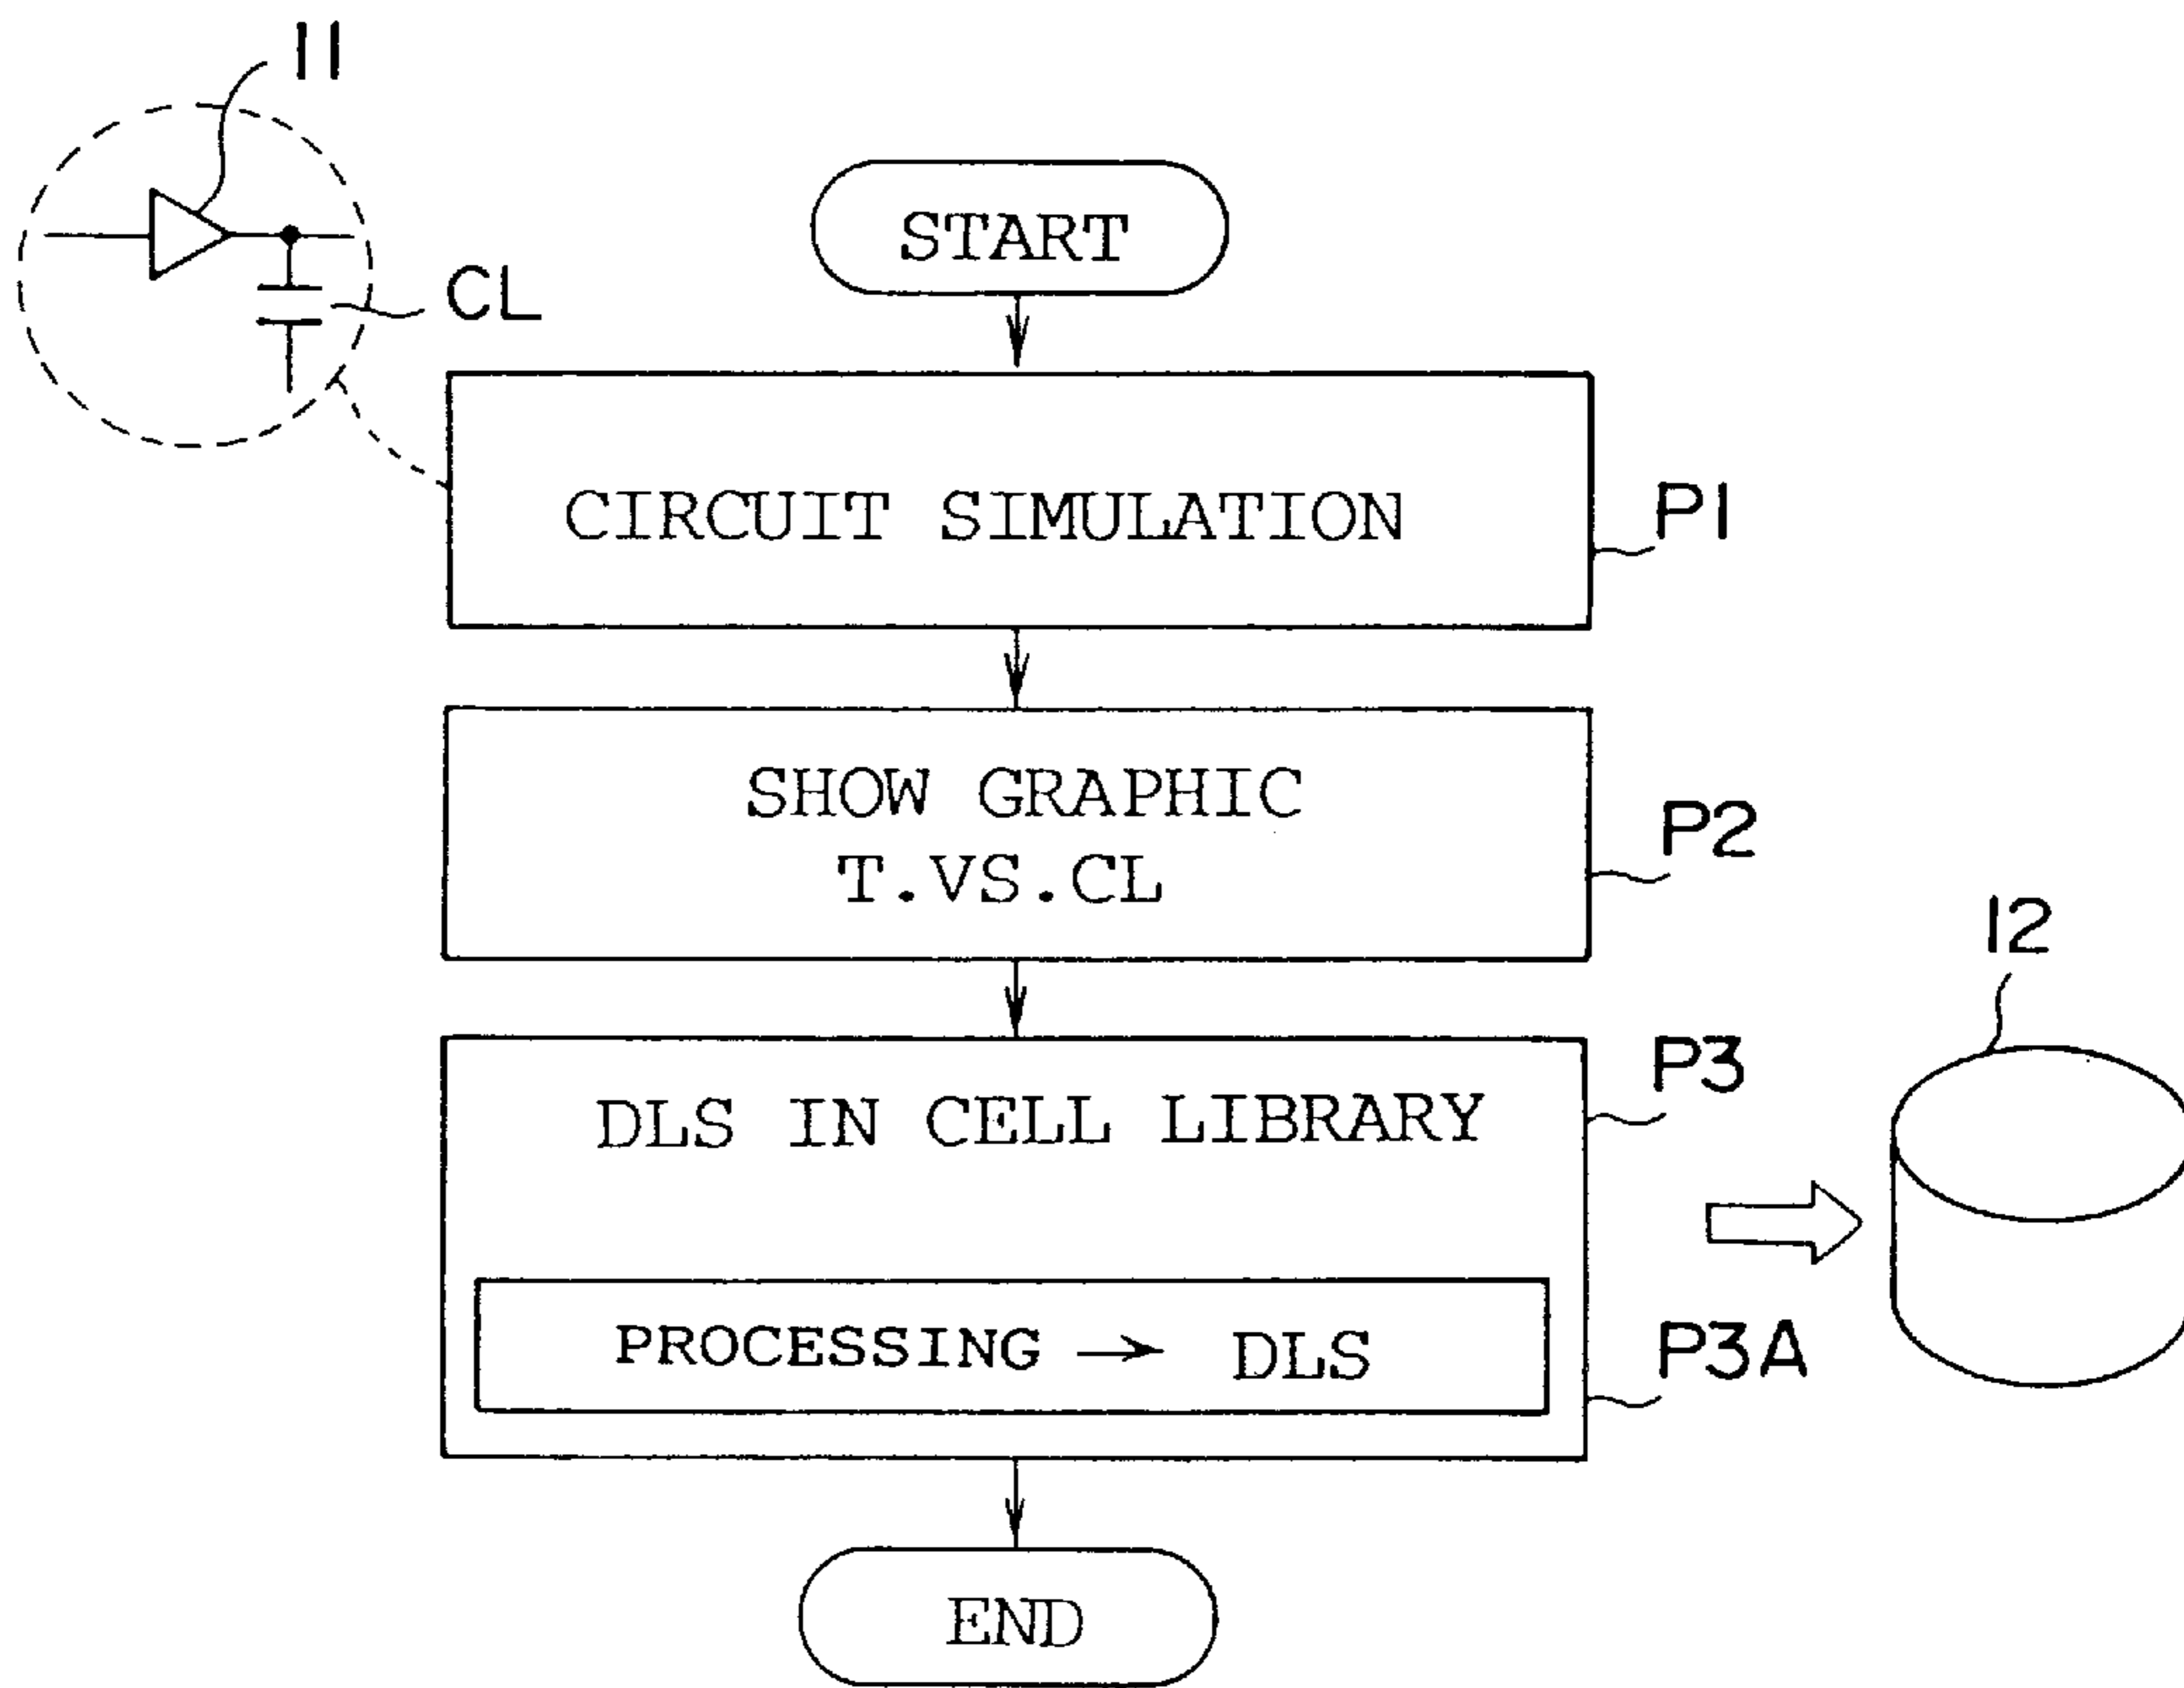 11
START
CL
CIRCUIT SIMULATION
P1
SHOW GRAPHIC
T.VS.CL
P2
12
P3
DLS IN CELL LIBRARY
PROCESSING → DLS
P3A
END